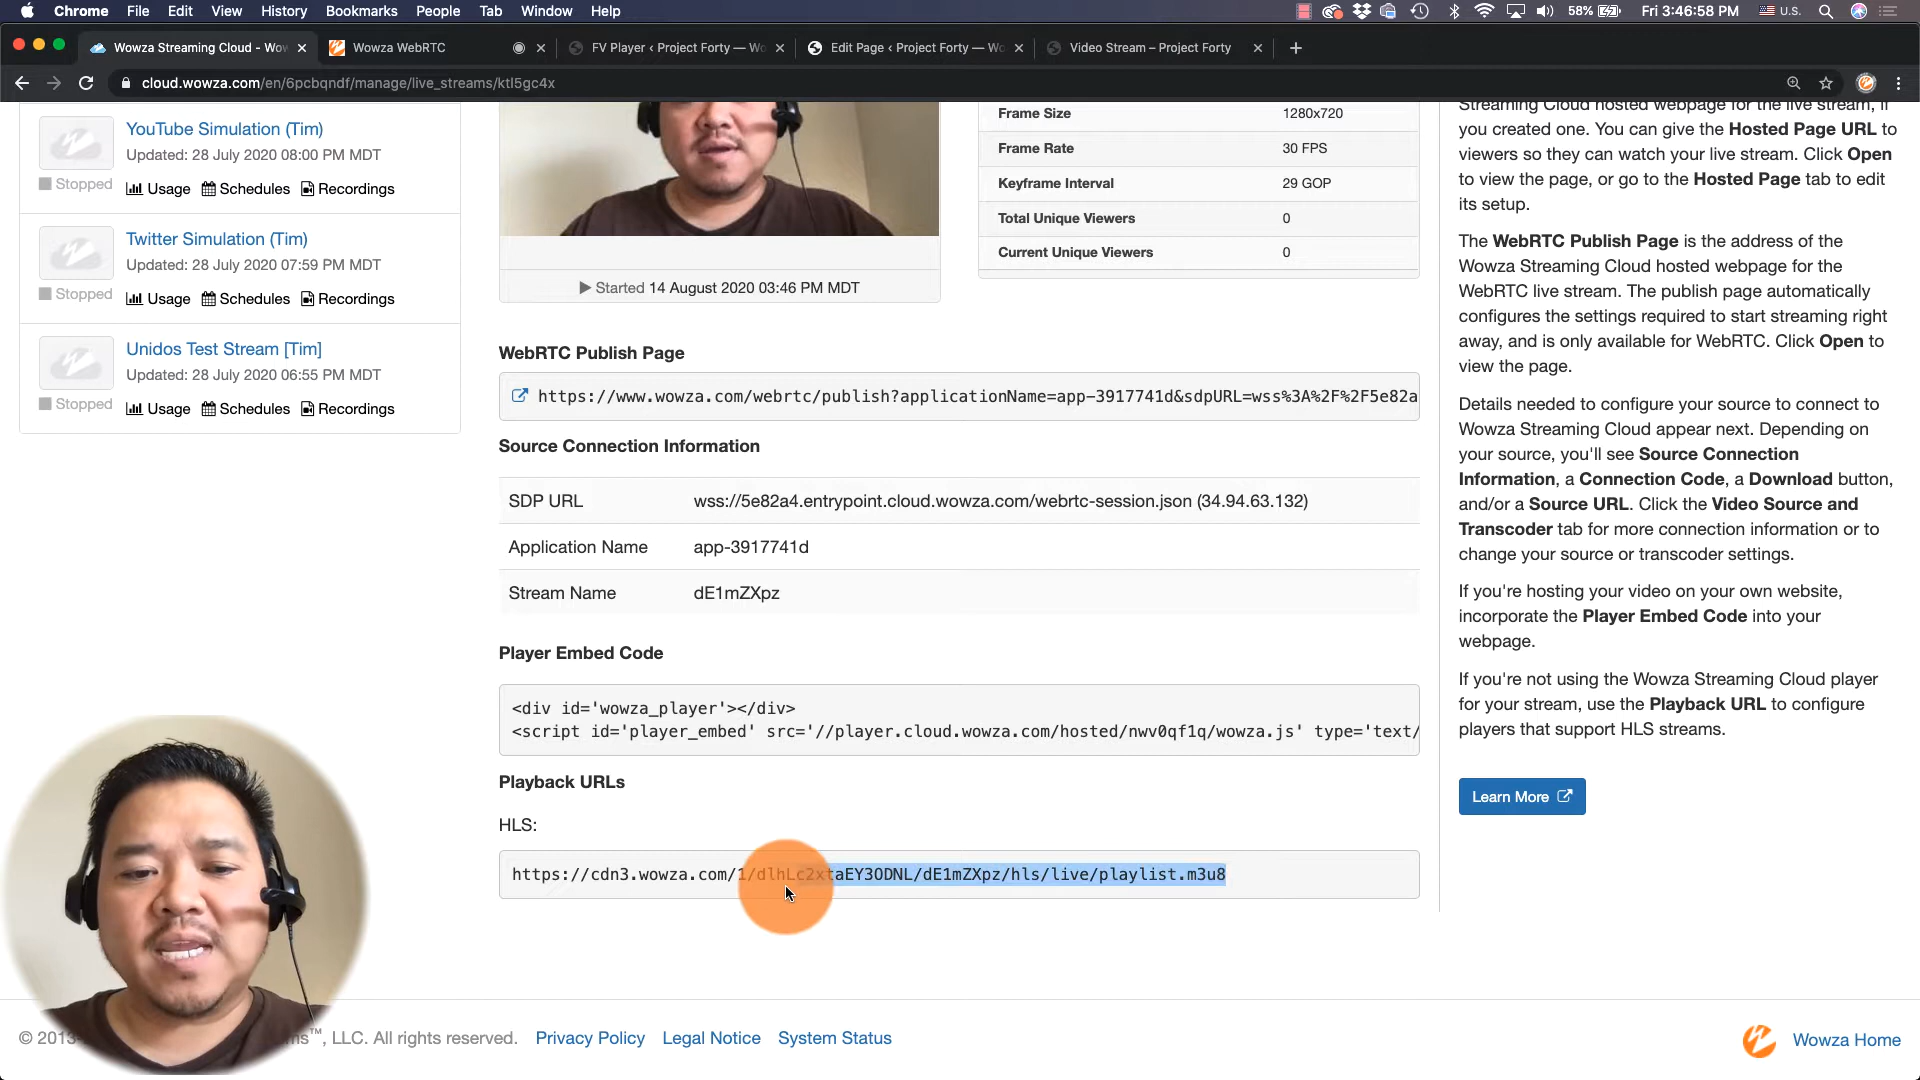 Chrome File Edit View History Bookmarks People Tab Window Help 58% Fri 3:46:58 PM U.S.
Wowza Streaming Cloud - Wow
Wowza WebRTC
FV Player ‹ Project Forty — Wo
Edit Page ‹ Project Forty — Wo
Video Stream – Project Forty
cloud.wowza.com/en/6pcbqndf/manage/live_streams/ktl5gc4x
YouTube Simulation (Tim)
Updated: 28 July 2020 08:00 PM MDT
Stopped
Usage Schedules Recordings
Twitter Simulation (Tim)
Updated: 28 July 2020 07:59 PM MDT
Stopped
Usage Schedules Recordings
Unidos Test Stream [Tim]
Updated: 28 July 2020 06:55 PM MDT
Stopped
Usage Schedules Recordings
Started 14 August 2020 03:46 PM MDT
Frame Size 1280x720
Frame Rate 30 FPS
Keyframe Interval 29 GOP
Total Unique Viewers 0
Current Unique Viewers 0
WebRTC Publish Page
https://www.wowza.com/webrtc/publish?applicationName=app-3917741d&sdpURL=wss%3A%2F%2F5e82a
Source Connection Information
SDP URL wss://5e82a4.entrypoint.cloud.wowza.com/webrtc-session.json (34.94.63.132)
Application Name app-3917741d
Stream Name dE1mZXpz
Player Embed Code
<div id='wowza_player'></div>
<script id='player_embed' src='//player.cloud.wowza.com/hosted/nwv0qf1q/wowza.js' type='text/
Playback URLs
HLS:
https://cdn3.wowza.com/1/dlhLc2xtaEY3ODNL/dE1mZXpz/hls/live/playlist.m3u8
Streaming Cloud hosted webpage for the live stream, if
you created one. You can give the Hosted Page URL to
viewers so they can watch your live stream. Click Open
to view the page, or go to the Hosted Page tab to edit
its setup.
The WebRTC Publish Page is the address of the
Wowza Streaming Cloud hosted webpage for the
WebRTC live stream. The publish page automatically
configures the settings required to start streaming right
away, and is only available for WebRTC. Click Open to
view the page.
Details needed to configure your source to connect to
Wowza Streaming Cloud appear next. Depending on
your source, you'll see Source Connection
Information, a Connection Code, a Download button,
and/or a Source URL. Click the Video Source and
Transcoder tab for more connection information or to
change your source or transcoder settings.
If you're hosting your video on your own website,
incorporate the Player Embed Code into your
webpage.
If you're not using the Wowza Streaming Cloud player
for your stream, use the Playback URL to configure
players that support HLS streams.
Learn More
© 2013 ms™, LLC. All rights reserved. Privacy Policy Legal Notice System Status
Wowza Home